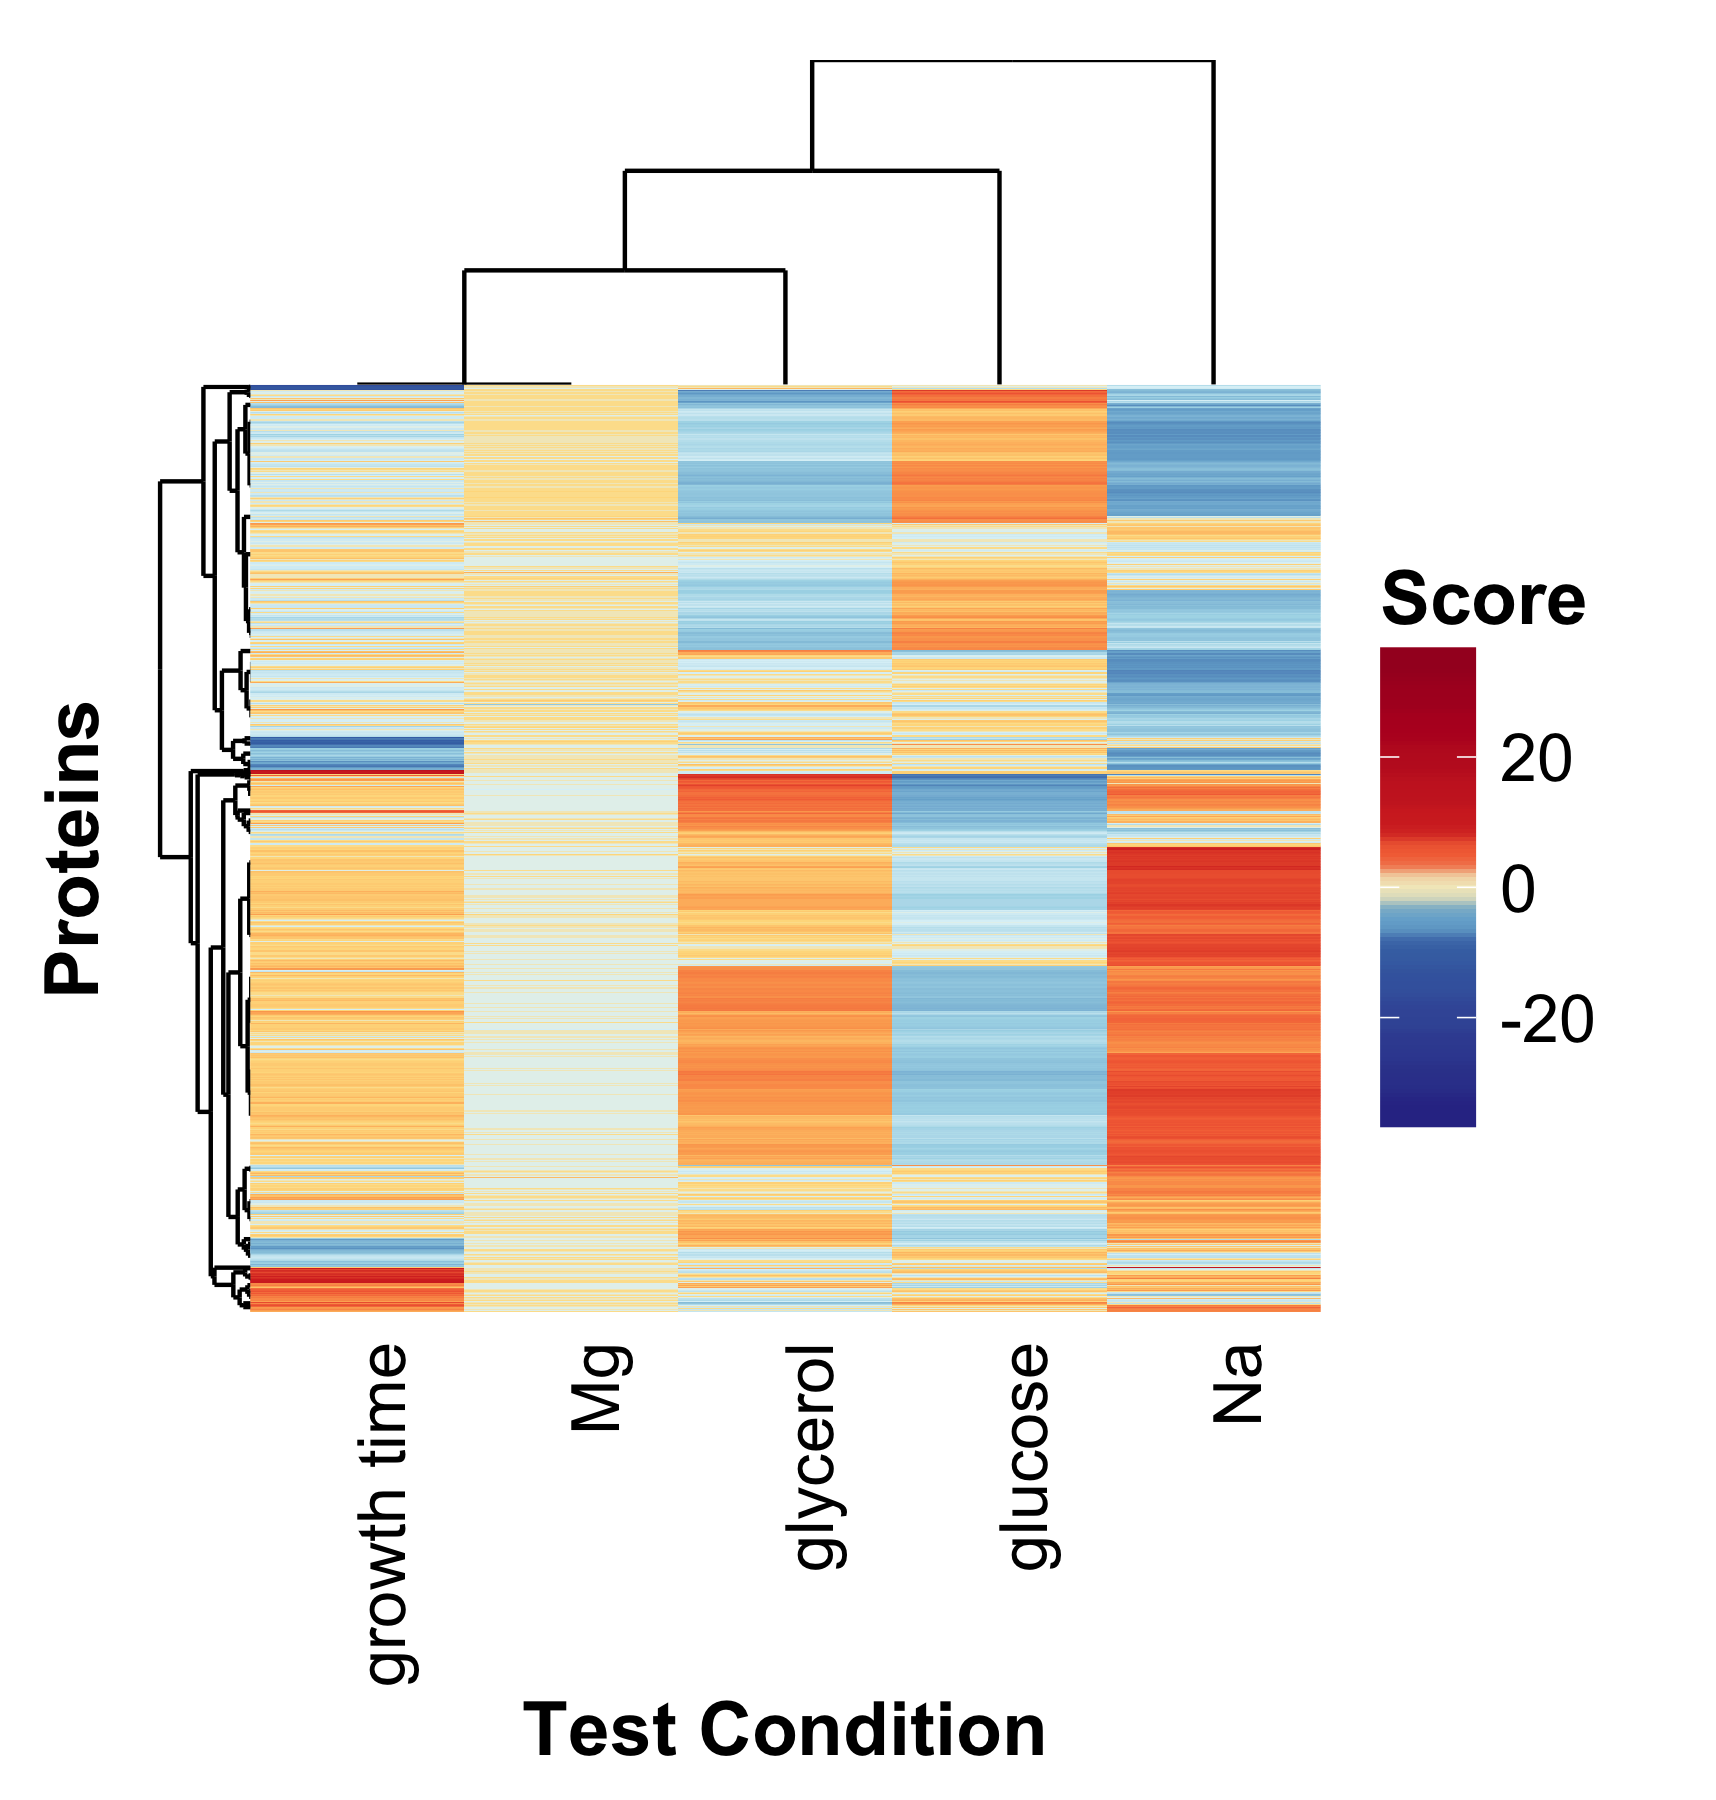 Proteins
Score
20
0
-20
growth time
Mg
glycerol
glucose
Na
Test Condition